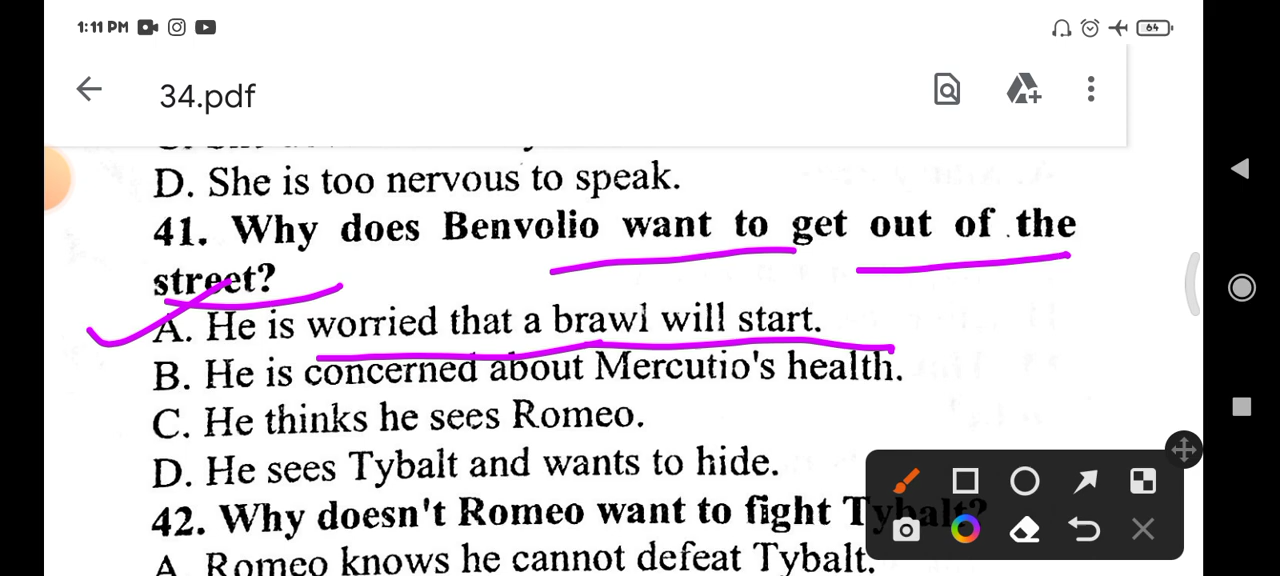 1:11 PM
64
34.pdf
D. She is too nervous to speak.
41. Why does Benvolio want to get out of the
street?
A. He is worried that a brawl will start.
B. He is concerned about Mercutio's health.
C. He thinks he sees Romeo.
D. He sees Tybalt and wants to hide.
42. Why doesn't Romeo want to fight Tybalt?
A. Romeo knows he cannot defeat Tybalt.